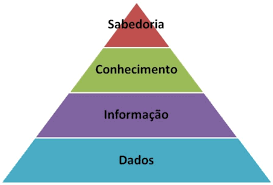 Sabedoria
Conhecimento
Informação
Dados